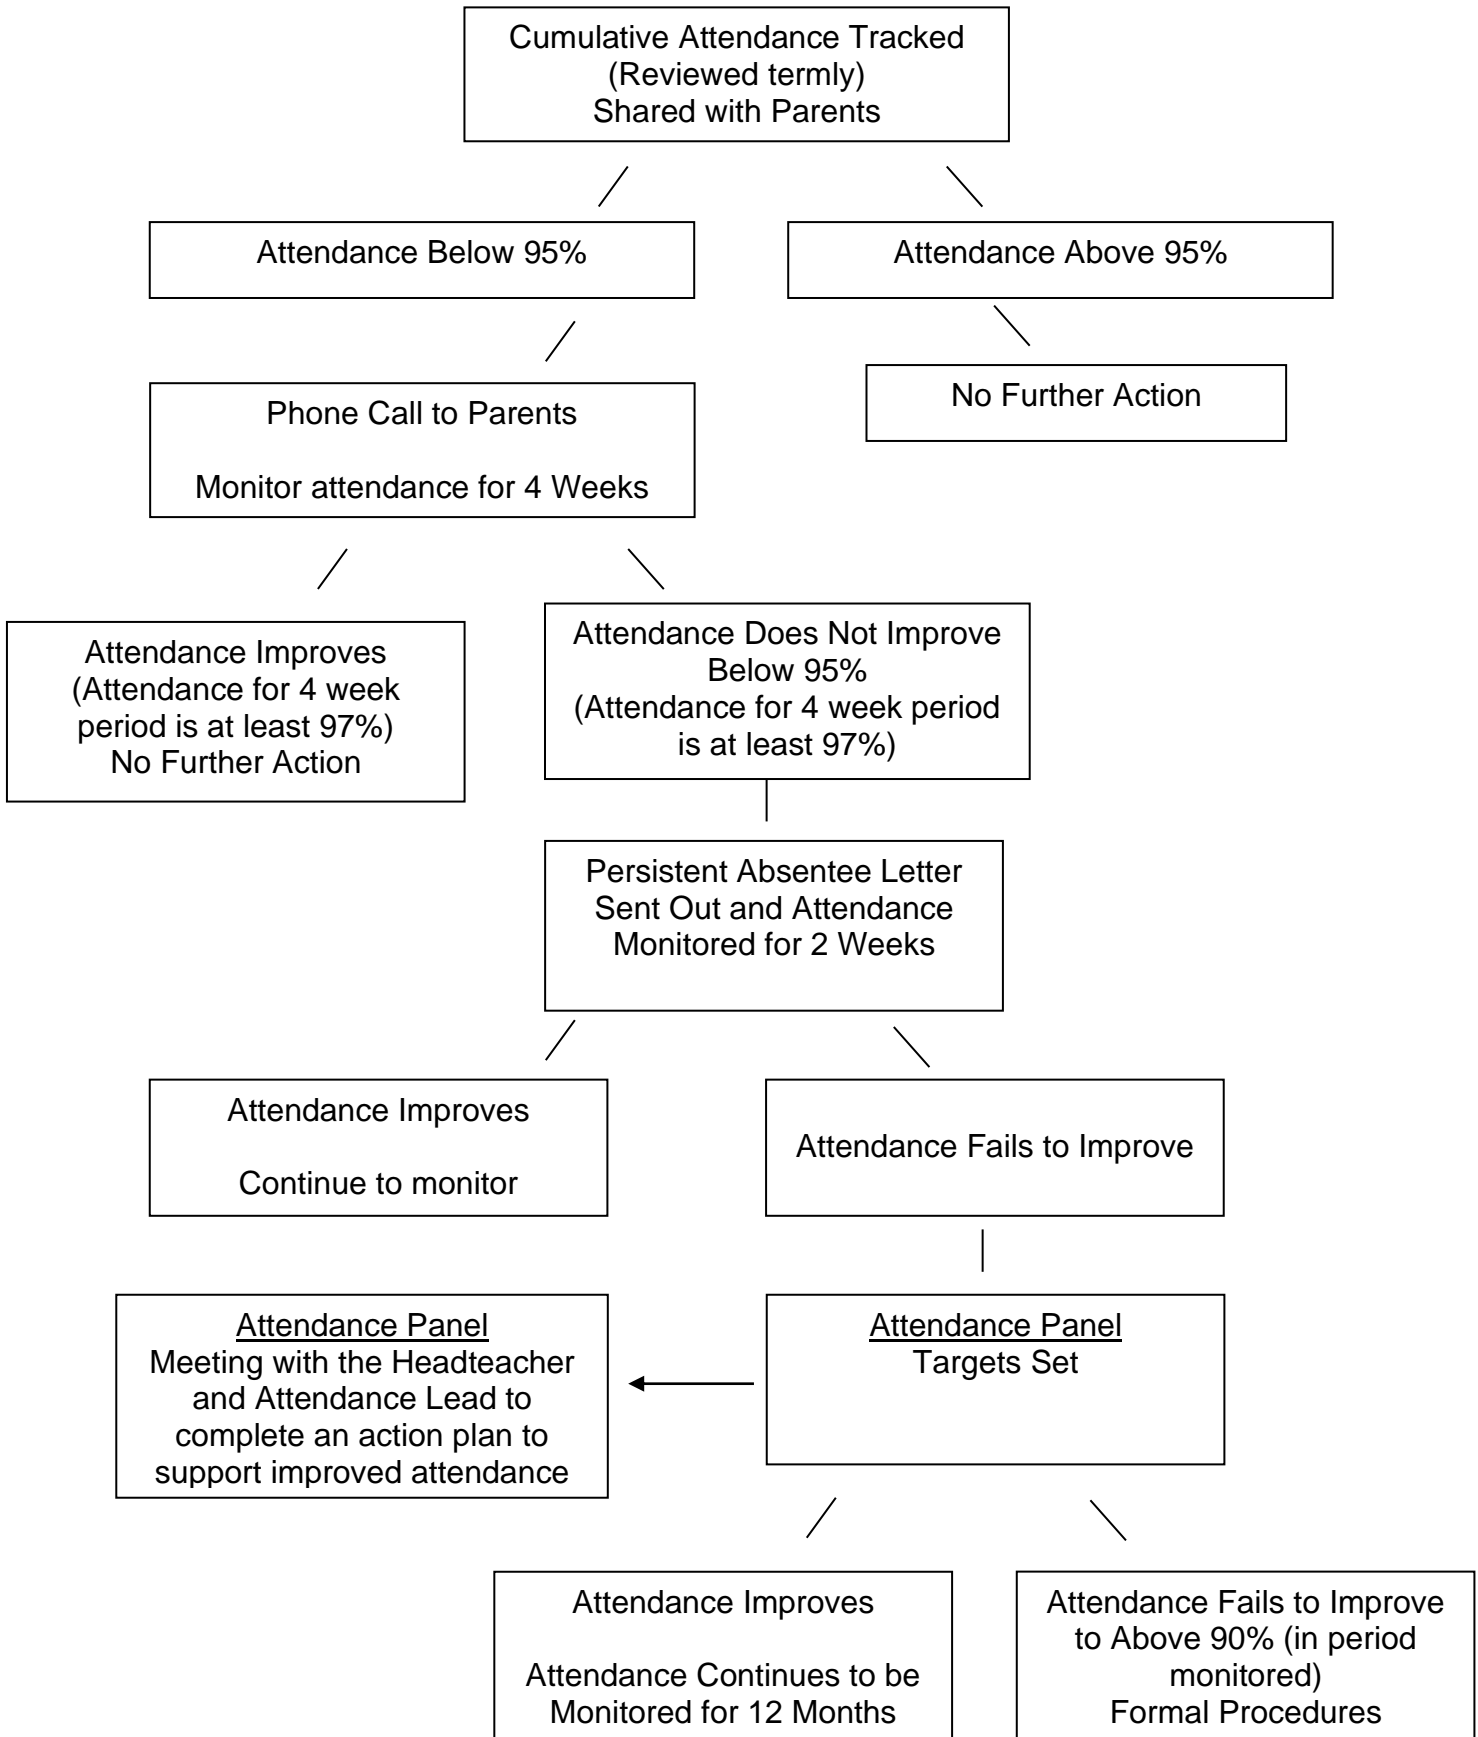 Cumulative Attendance Tracked
(Reviewed termly)
Shared with Parents
Attendance Below 95%
Attendance Above 95%
Phone Call to Parents
Monitor attendance for 4 Weeks
No Further Action
Attendance Improves
(Attendance for 4 week
period is at least 97%)
No Further Action
Attendance Does Not Improve
Below 95%
(Attendance for 4 week period
is at least 97%)
Persistent Absentee Letter
Sent Out and Attendance
Monitored for 2 Weeks
Attendance Improves
Continue to monitor
Attendance Fails to Improve
Attendance Panel
Meeting with the Headteacher
and Attendance Lead to
complete an action plan to
support improved attendance
Attendance Panel
Targets Set
Attendance Improves
Attendance Continues to be
Monitored for 12 Months
Attendance Fails to Improve
to Above 90% (in period
monitored)
Formal Procedures